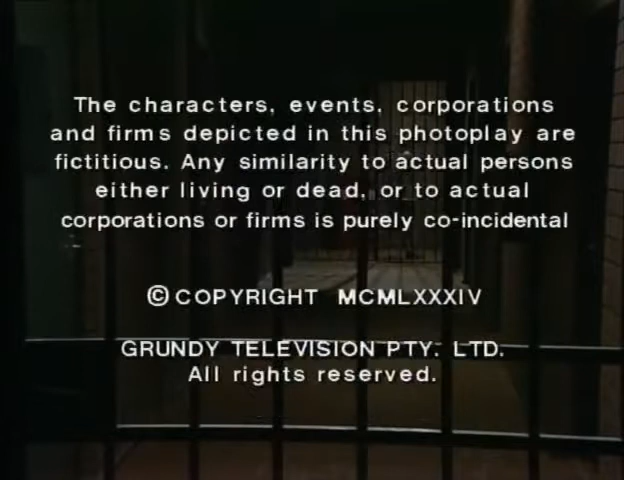 The characters, events, corporations
and firms depicted in this photoplay are
fictitious. Any similarity to actual persons
either living or dead, or to actual
corporations or firms is purely co-incidental
© COPYRIGHT MCMLXXXIV
GRUNDY TELEVISION PTY. LTD.
All rights reserved.